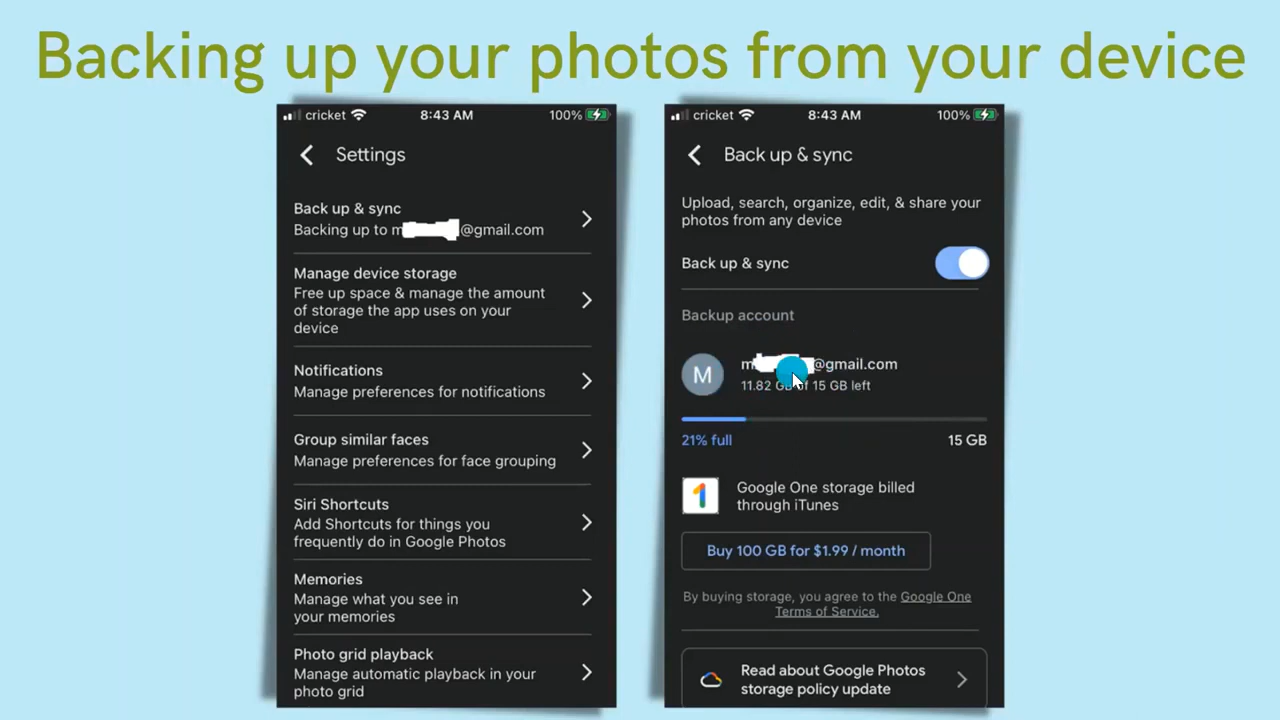 Backing up your photos from your device
cricket 8:43 AM 100%
Settings
Back up & sync
Backing up to m @gmail.com
Manage device storage
Free up space & manage the amount
of storage the app uses on your
device
Notifications
Manage preferences for notifications
Group similar faces
Manage preferences for face grouping
Siri Shortcuts
Add Shortcuts for things you
frequently do in Google Photos
Memories
Manage what you see in
your memories
Photo grid playback
Manage automatic playback in your
photo grid
cricket 8:43 AM 100%
Back up & sync
Upload, search, organize, edit, & share your
photos from any device
Back up & sync
Backup account
M
m @gmail.com
11.82 GB of 15 GB left
21% full 15 GB
1
Google One storage billed
through iTunes
Buy 100 GB for $1.99 / month
By buying storage, you agree to the Google One
Terms of Service.
Read about Google Photos
storage policy update